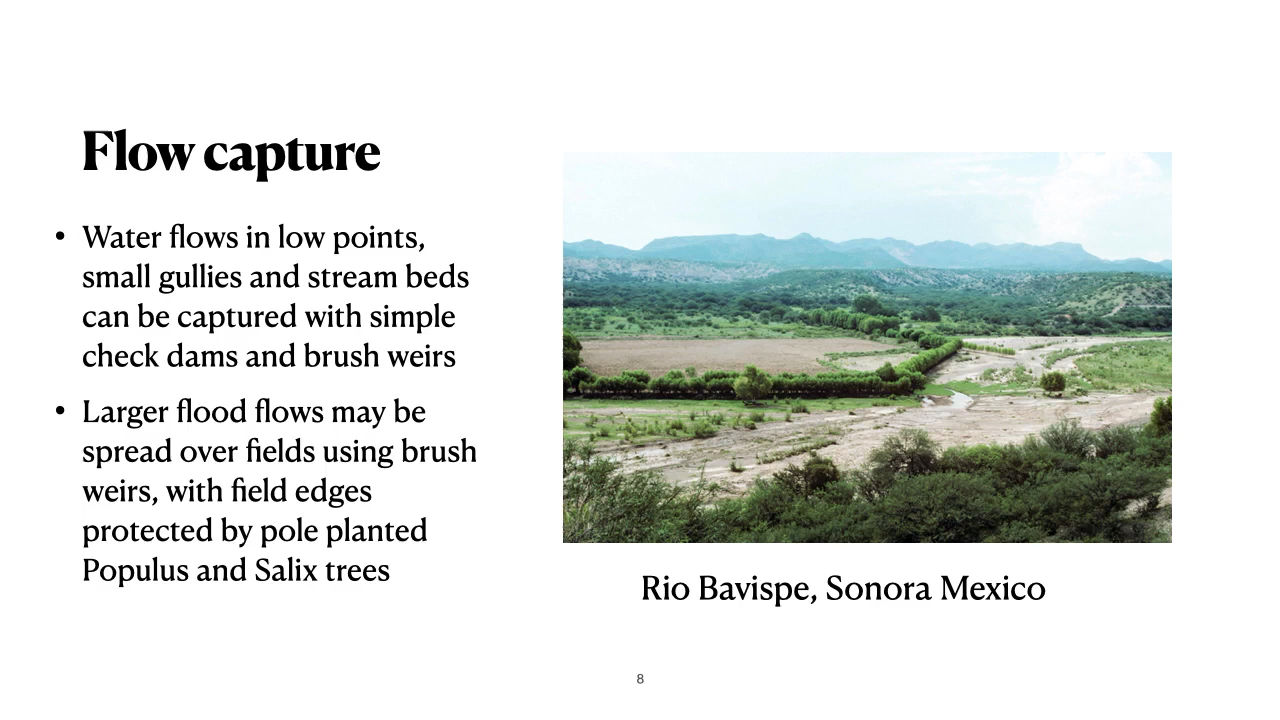 Flow capture
• Water flows in low points,
small gullies and stream beds
can be captured with simple
check dams and brush weirs
• Larger flood flows may be
spread over fields using brush
weirs, with field edges
protected by pole planted
Populus and Salix trees
Rio Bavispe, Sonora Mexico
8